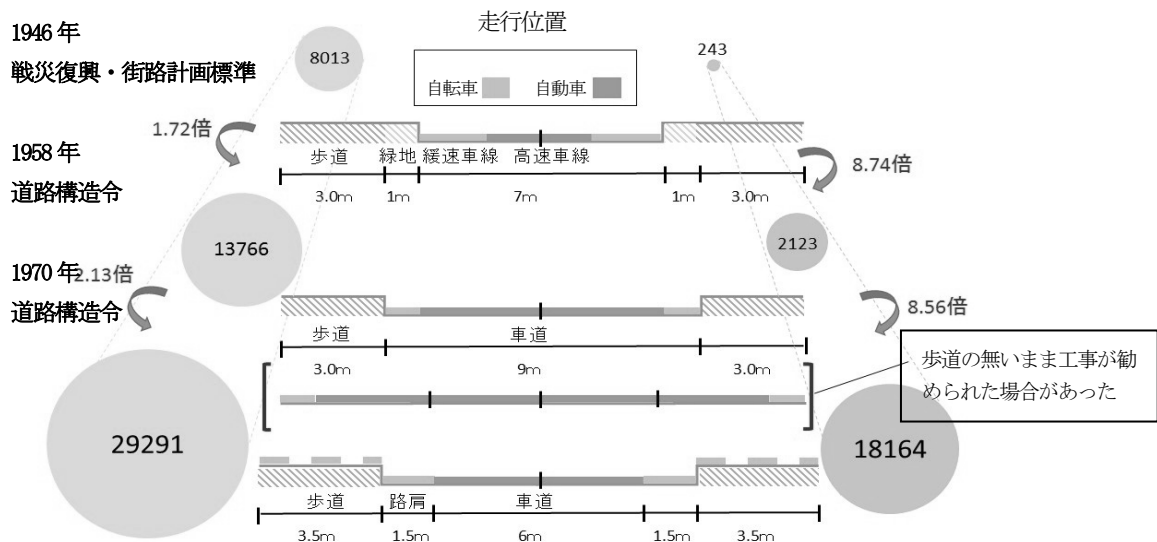 走行位置
自転車 自動車
1946 年
戦災復興・街路計画標準
8013
243
1.72倍
8.74倍
歩道 緑地 緩速車線 高速車線
3.0m 1m 7m 1m 3.0m
1958 年
道路構造令
13766
2123
2.13倍
8.56倍
1970 年
道路構造令
歩道 車道
3.0m 9m 3.0m
歩道の無いまま工事が勧
められた場合があった
29291
18164
歩道 路肩 車道
3.5m 1.5m 6m 1.5m 3.5m